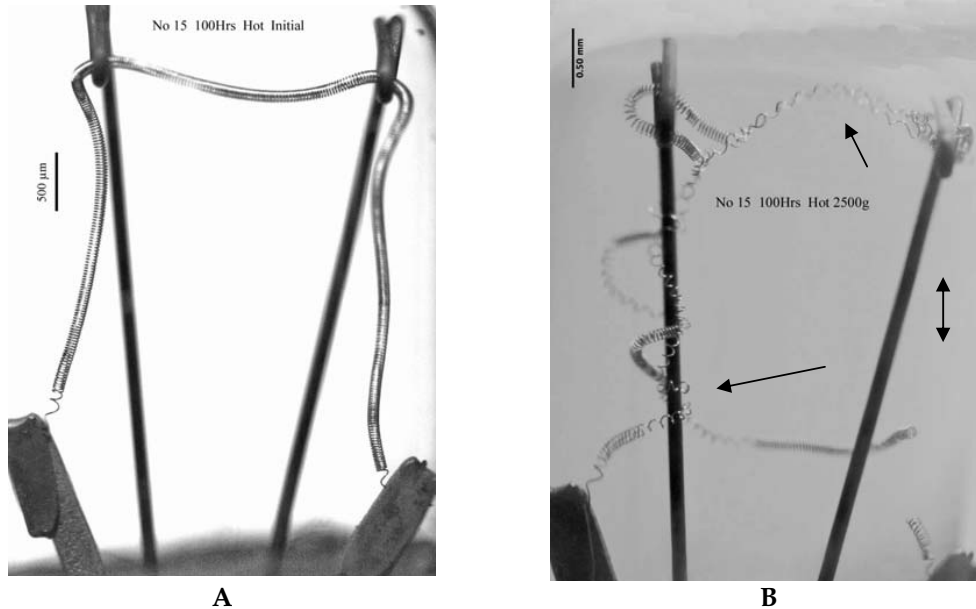 No 15 100Hrs Hot Initial
500 µm
0.50 mm
No 15 100Hrs Hot 2500g
A
B